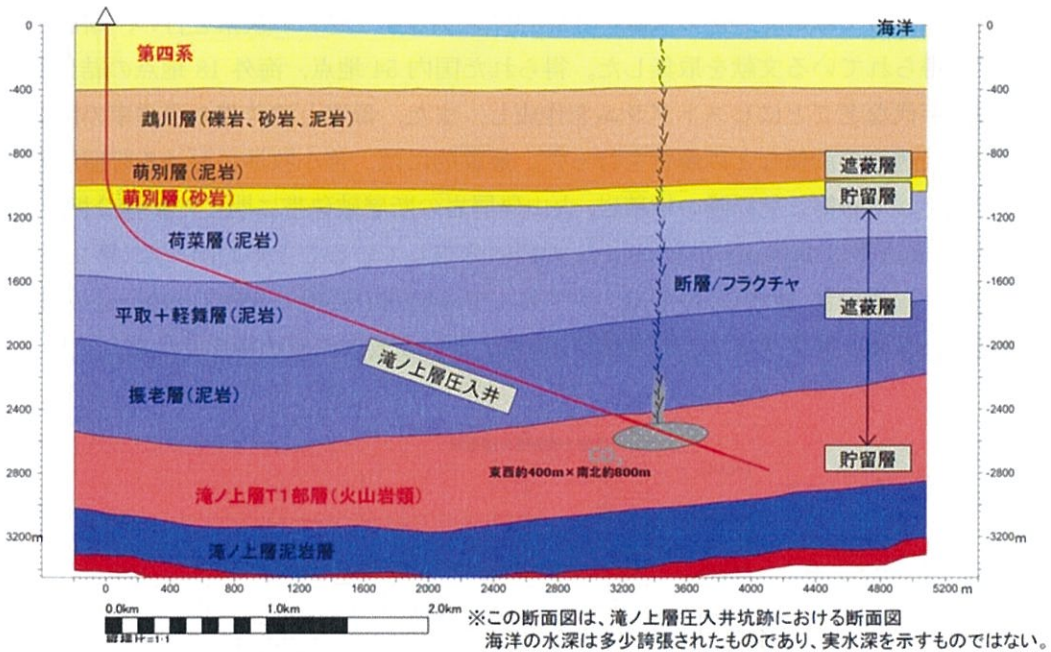 0
-400
-800
1200
1600
2000
2400
2800
3200m
0
-400
-800
-1200
-1600
-2000
-2400
-2800
-3200m
海洋
第四系
鵡川層(礫岩、砂岩、泥岩)
萌別層(泥岩)
遮蔽層
萌別層(砂岩)
貯留層
荷菜層(泥岩)
断層/フラクチャ
平取+軽舞層(泥岩)
遮蔽層
滝ノ上層圧入井
振老層(泥岩)
CO₂
東西約400m×南北約800m
貯留層
滝ノ上層T1部層(火山岩類)
滝ノ上層泥岩層
0 400 800 1200 1600 2000 2400 2800 3200 3600 4000 4400 4800 5200 m
0.0km 1.0km 2.0km
縦横比=1:1
※この断面図は、滝ノ上層圧入井坑跡における断面図
海洋の水深は多少誇張されたものであり、実水深を示すものではない。